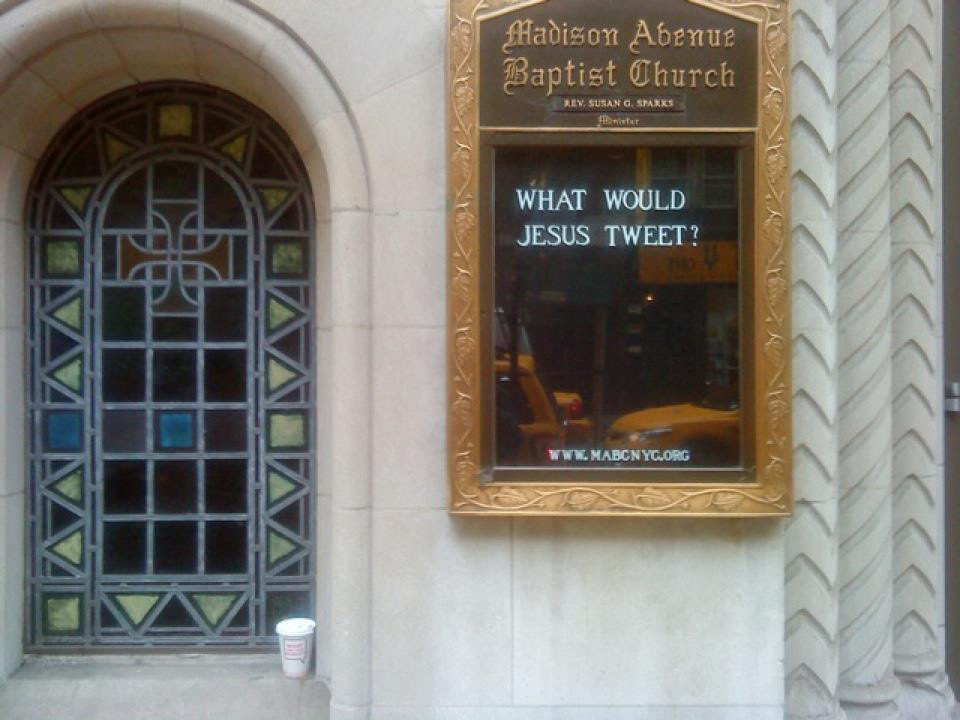 Madison Avenue
Baptist Church
REV. SUSAN G. SPARKS
Minister
WHAT WOULD
JESUS TWEET?
WWW.MABCNYC.ORG